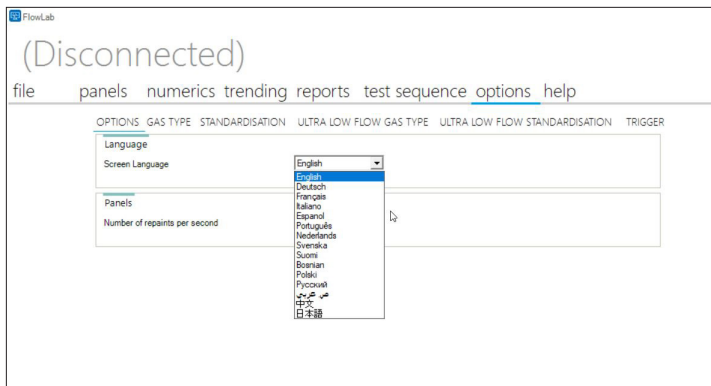 FlowLab
(Disconnected)
file panels numerics trending reports test sequence options help
OPTIONS GAS TYPE STANDARDISATION ULTRA LOW FLOW GAS TYPE ULTRA LOW FLOW STANDARDISATION TRIGGER
Language
Screen Language English
English
Deutsch
Français
Italiano
Espanol
Português
Nederlands
Svenska
Suomi
Bosnian
Polski
Русский
中文
日本語
Panels
Number of repaints per second